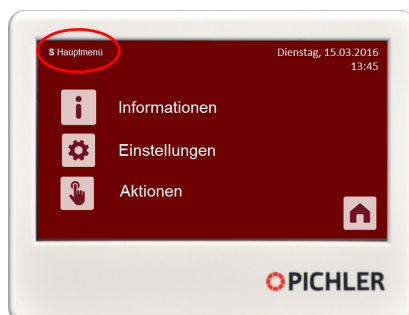 S Hauptmenü
Dienstag, 15.03.2016
13:45
Informationen
Einstellungen
Aktionen
PICHLER